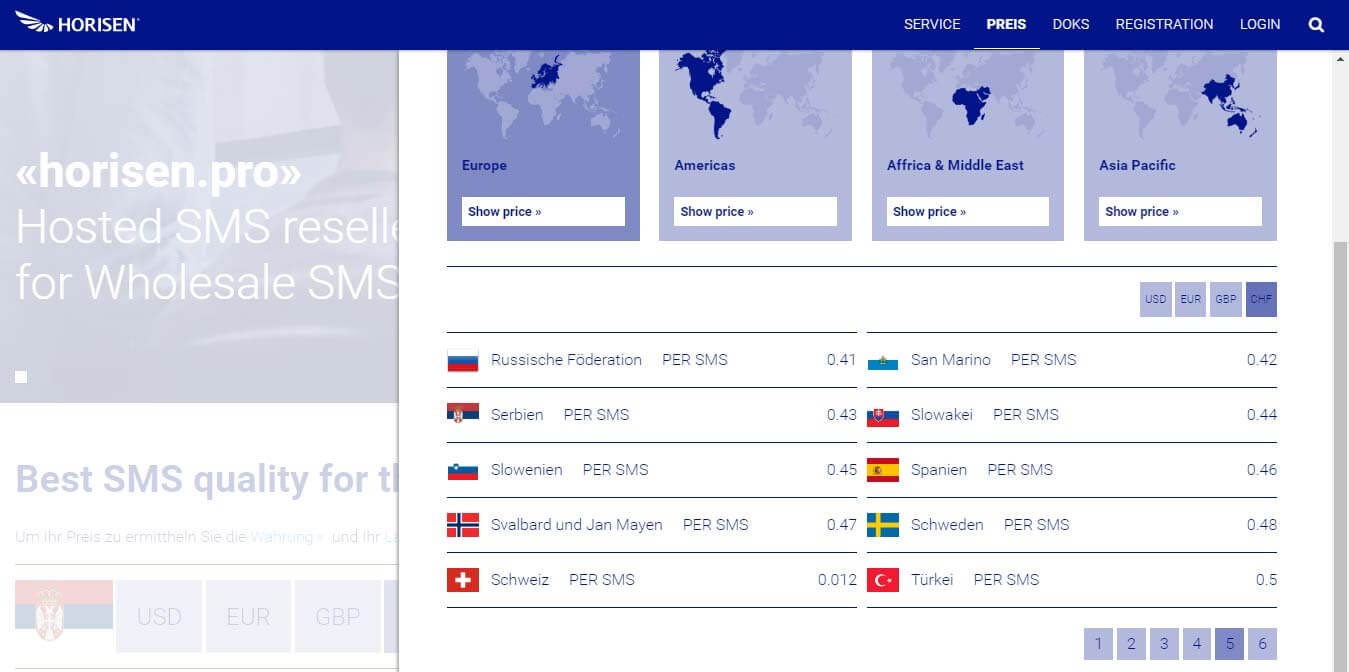 HORISEN
SERVICE PREIS DOKS REGISTRATION LOGIN
«horisen.pro»
Hosted SMS reselle
for Wholesale SMS
Best SMS quality for th
Um Ihr Preis zu ermitteln Sie die Währung » und Ihr La
USD EUR GBP
Europe
Show price »
Americas
Show price »
Affrica & Middle East
Show price »
Asia Pacific
Show price »
USD EUR GBP CHF
Russische Föderation PER SMS 0.41
San Marino PER SMS 0.42
Serbien PER SMS 0.43
Slowakei PER SMS 0.44
Slowenien PER SMS 0.45
Spanien PER SMS 0.46
Svalbard und Jan Mayen PER SMS 0.47
Schweden PER SMS 0.48
Schweiz PER SMS 0.012
Türkei PER SMS 0.5
1 2 3 4 5 6